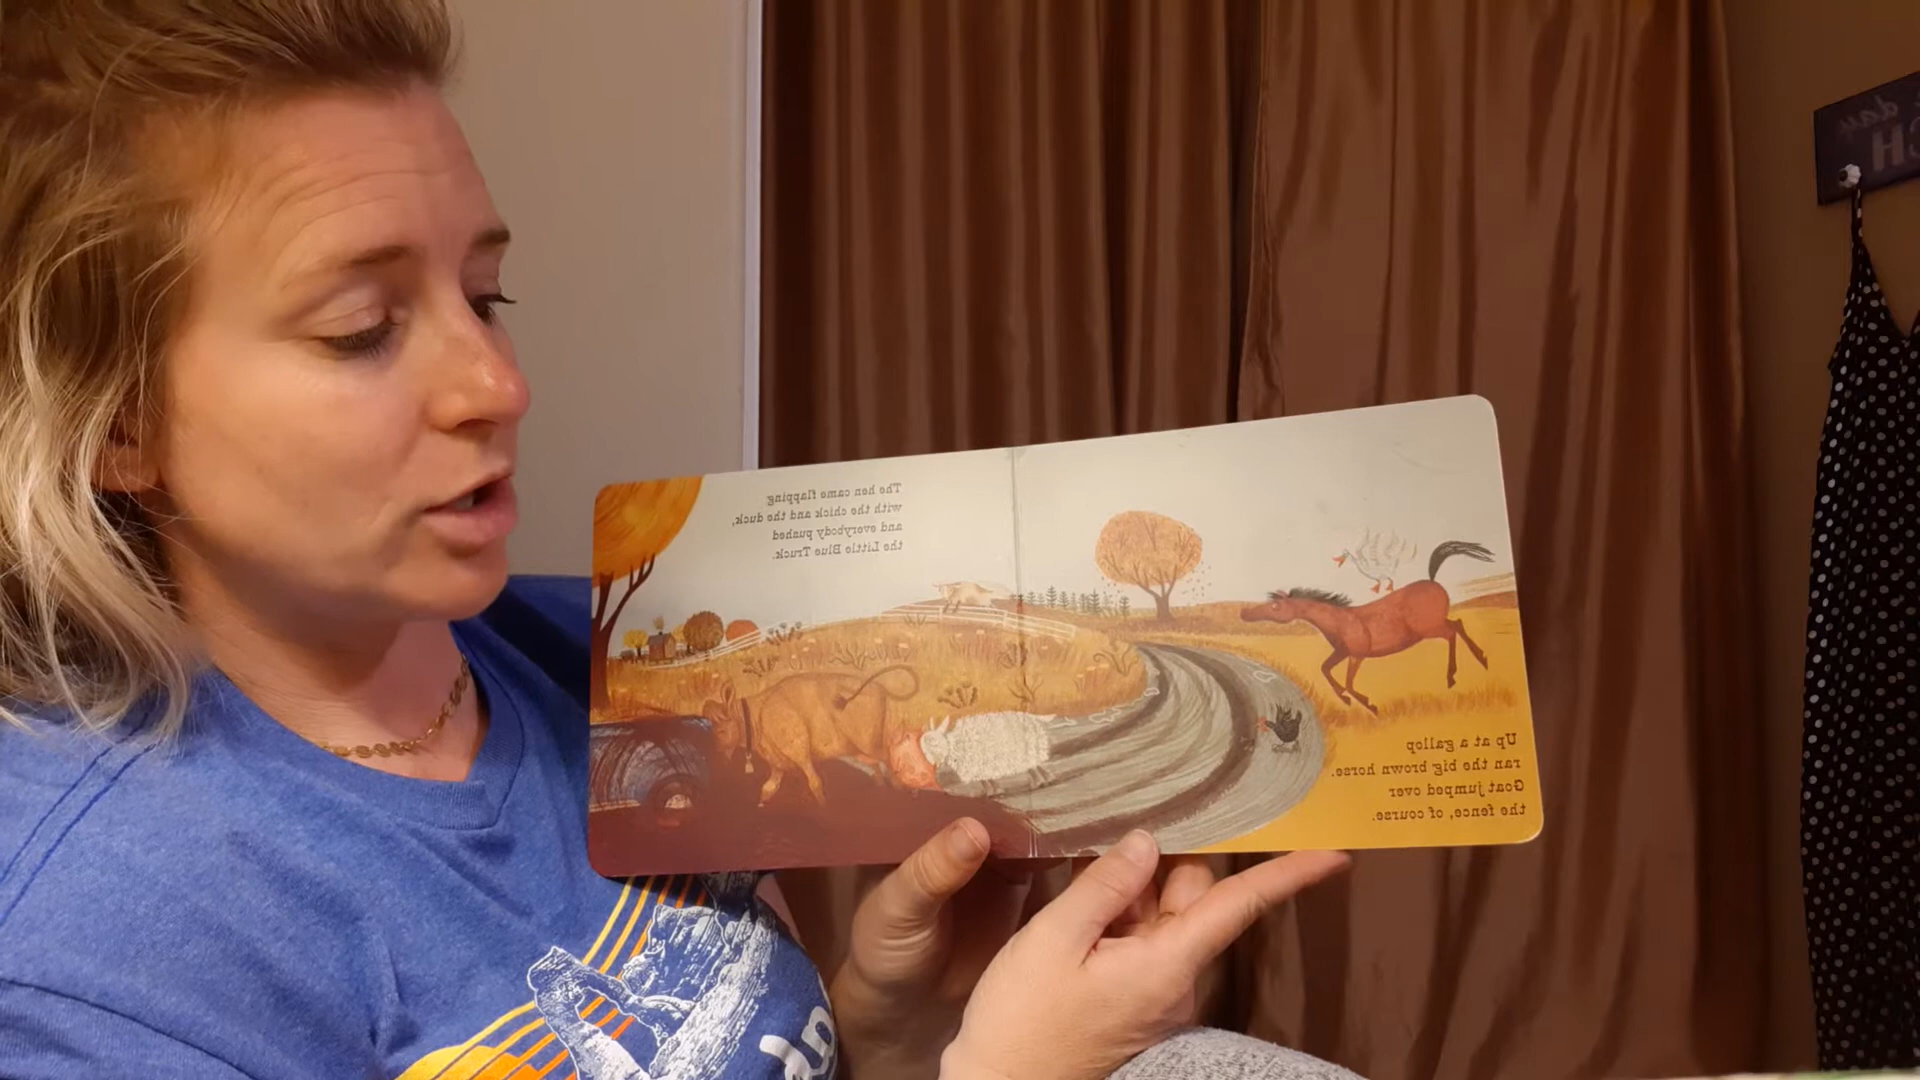 Up at a gallop
ran the big brown horse.
Goat jumped over
the fence, of course.
The hen came flapping
with the chick and the duck,
and everybody pushed
the Little Blue Truck.
day